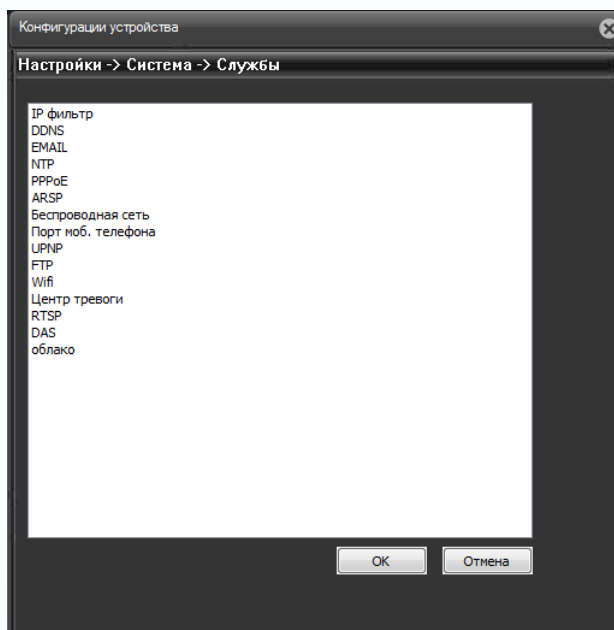 Конфигурации устройства
Настройки -> Система -> Службы
IP фильтр
DDNS
EMAIL
NTP
PPPoE
ARSP
Беспроводная сеть
Порт моб. телефона
UPNP
FTP
Wifi
Центр тревоги
RTSP
DAS
облако
OK
Отмена